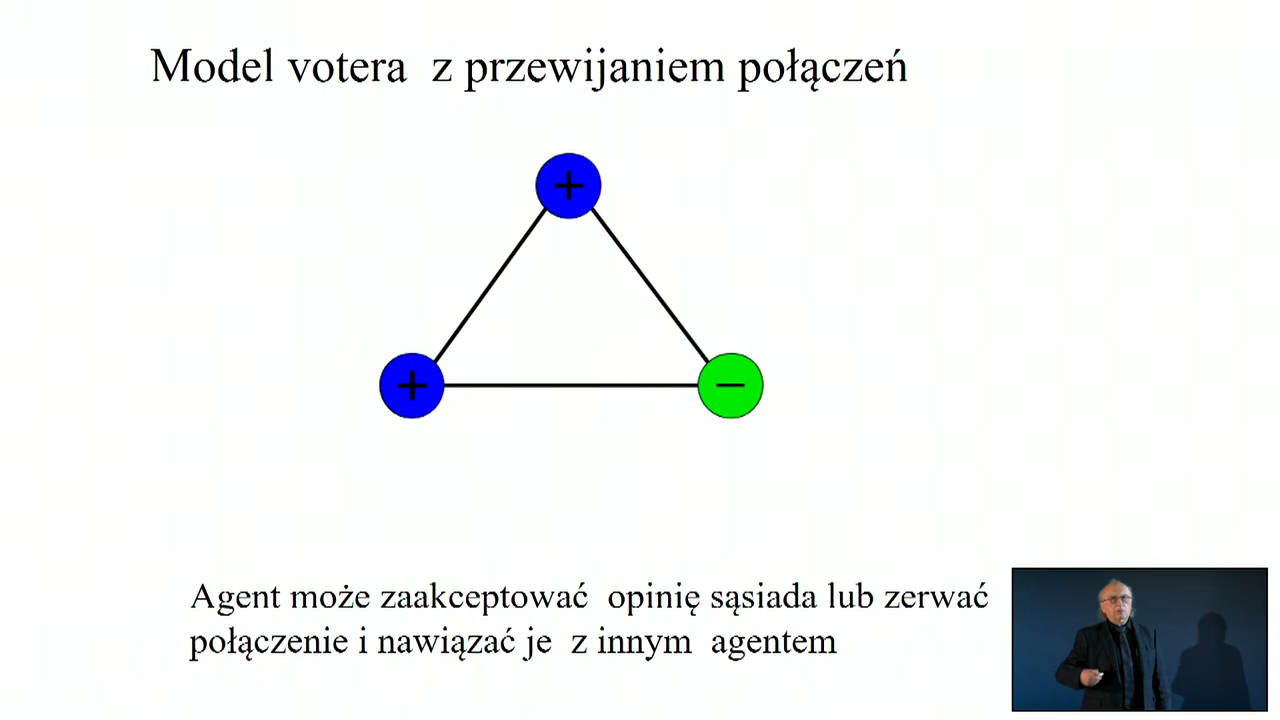 Model votera z przewijaniem połączeń
+
+ −
Agent może zaakceptować opinię sąsiada lub zerwać
połączenie i nawiązać je z innym agentem